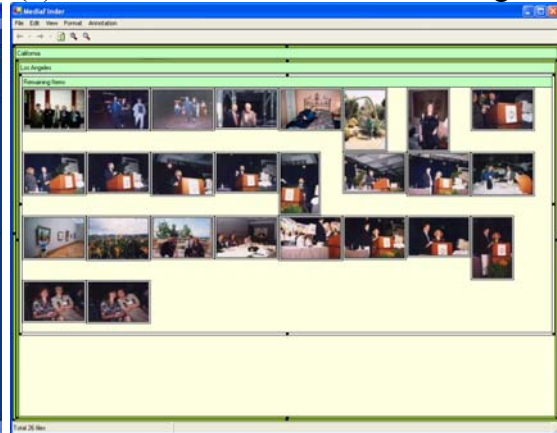 MediaFinder
File Edit View Format Annotation
California
Los Angeles
Remaining Items
Total 26 files